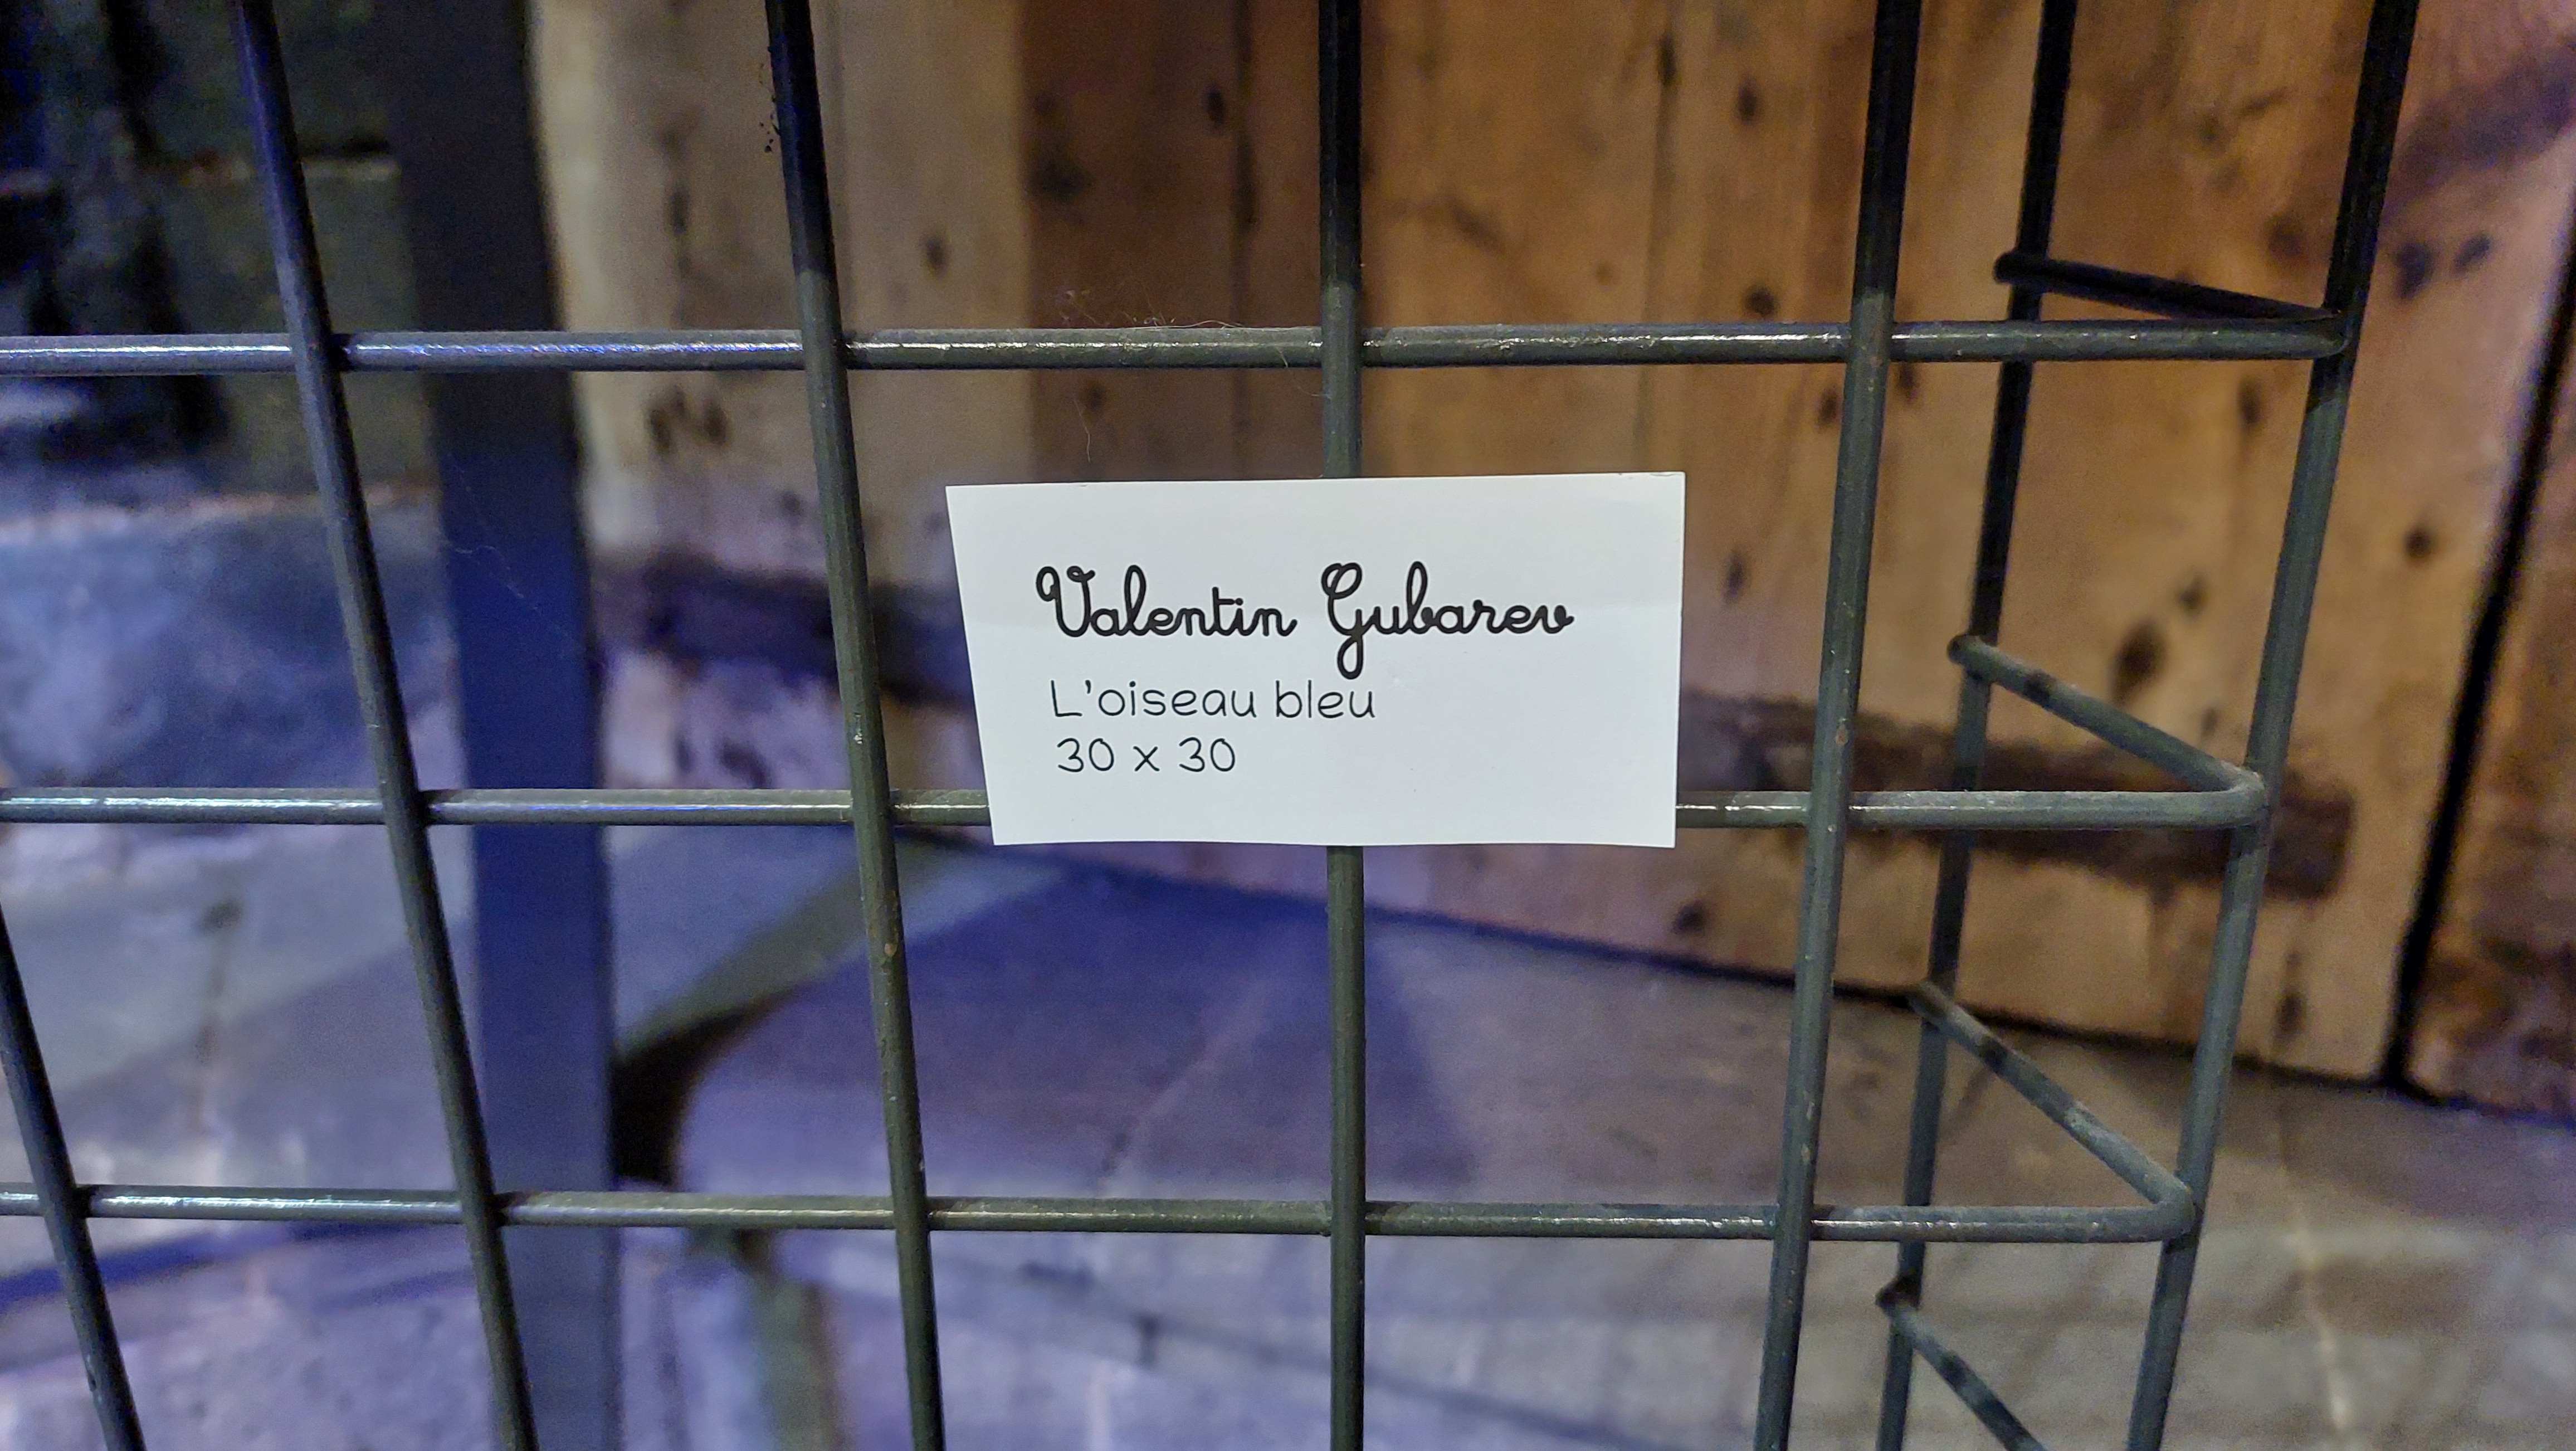 Valentin Gubarev
L'oiseau bleu
30 x 30